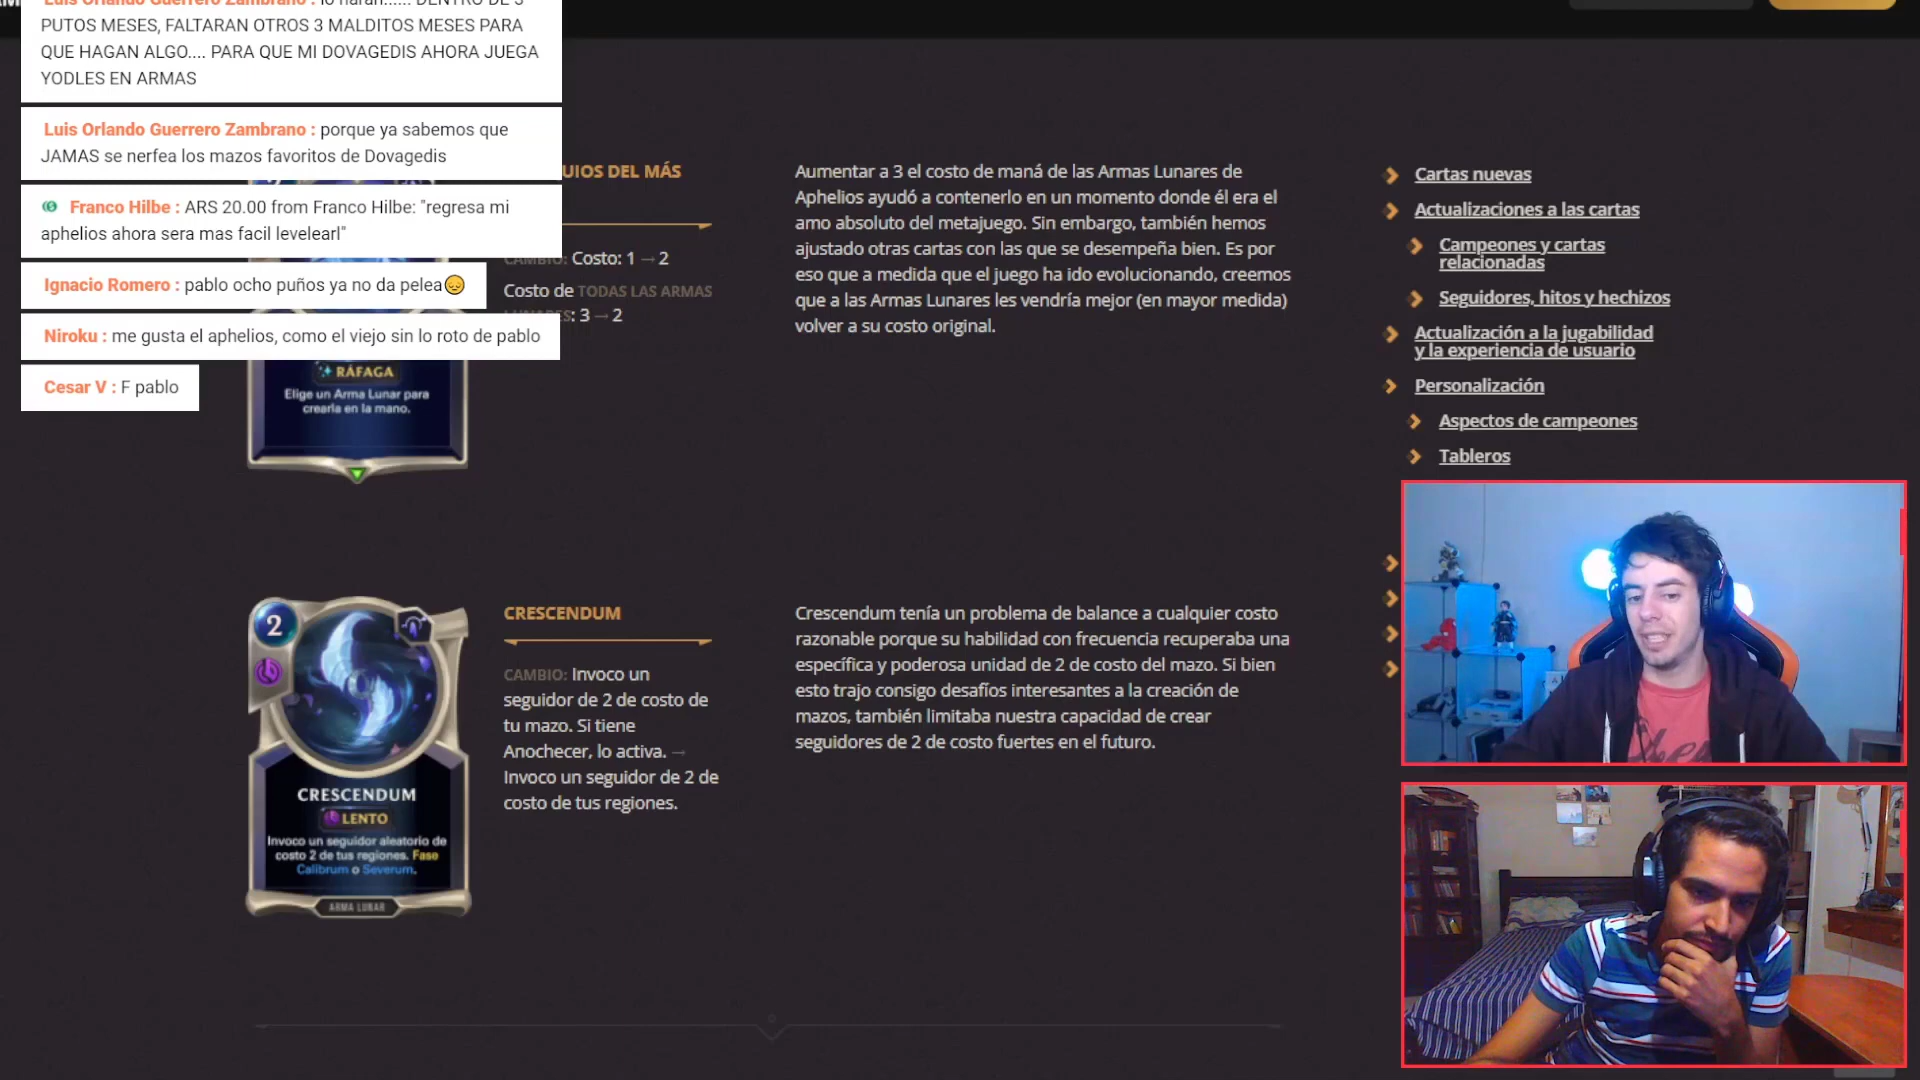 Luis Orlando Guerrero Zambrano : lo harán...... DENTRO DE 3
PUTOS MESES, FALTARAN OTROS 3 MALDITOS MESES PARA
QUE HAGAN ALGO.... PARA QUE MI DOVAGEDIS AHORA JUEGA
YODLES EN ARMAS
Luis Orlando Guerrero Zambrano : porque ya sabemos que
JAMAS se nerfea los mazos favoritos de Dovagedis
Franco Hilbe : ARS 20.00 from Franco Hilbe: "regresa mi
aphelios ahora sera mas facil levelearl"
Ignacio Romero : pablo ocho puños ya no da pelea😔
Niroku : me gusta el aphelios, como el viejo sin lo roto de pablo
Cesar V : F pablo
UIOS DEL MÁS
CAMBIO: Costo: 1 → 2
Costo de TODAS LAS ARMAS
: 3 → 2
RÁFAGA
Elige un Arma Lunar para
crearla en la mano.
Aumentar a 3 el costo de maná de las Armas Lunares de
Aphelios ayudó a contenerlo en un momento donde él era el
amo absoluto del metajuego. Sin embargo, también hemos
ajustado otras cartas con las que se desempeña bien. Es por
eso que a medida que el juego ha ido evolucionando, creemos
que a las Armas Lunares les vendría mejor (en mayor medida)
volver a su costo original.
Cartas nuevas
Actualizaciones a las cartas
Campeones y cartas
relacionadas
Seguidores, hitos y hechizos
Actualización a la jugabilidad
y la experiencia de usuario
Personalización
Aspectos de campeones
Tableros
2
CRESCENDUM
LENTO
Invoco un seguidor aleatorio de
costo 2 de tus regiones. Fase
Calibrum o Severum.
ARMA LUNAR
CRESCENDUM
CAMBIO: Invoco un
seguidor de 2 de costo de
tu mazo. Si tiene
Anochecer, lo activa. →
Invoco un seguidor de 2 de
costo de tus regiones.
Crescendum tenía un problema de balance a cualquier costo
razonable porque su habilidad con frecuencia recuperaba una
específica y poderosa unidad de 2 de costo del mazo. Si bien
esto trajo consigo desafíos interesantes a la creación de
mazos, también limitaba nuestra capacidad de crear
seguidores de 2 de costo fuertes en el futuro.